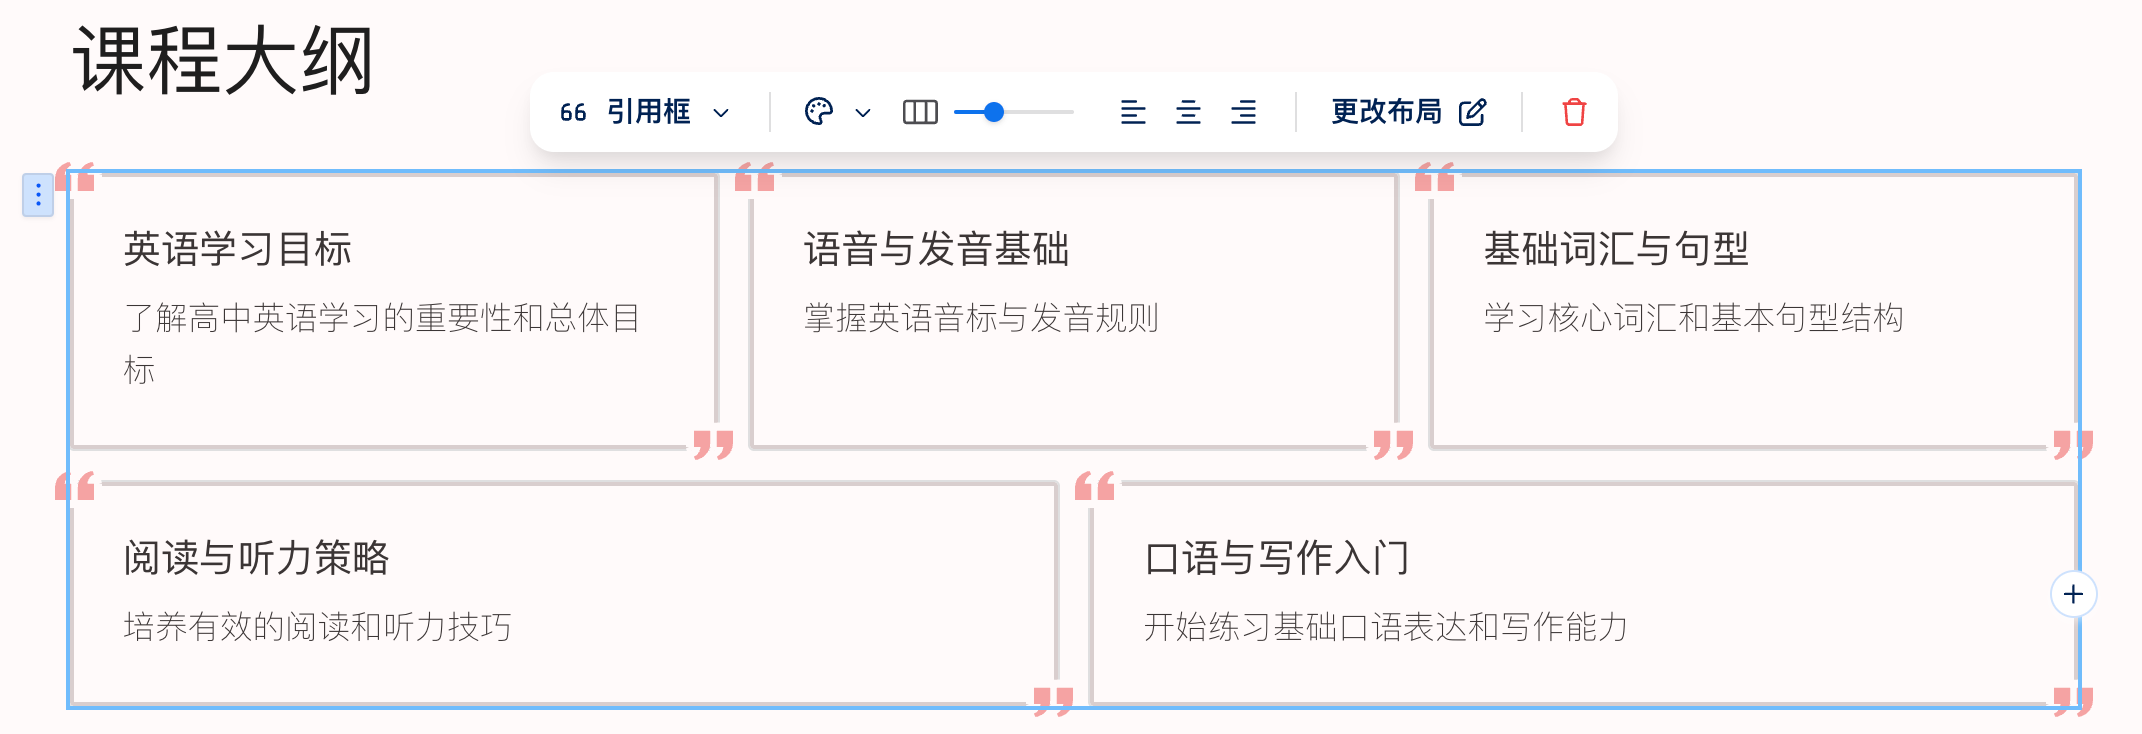 课程大纲
引用框
更改布局
英语学习目标
了解高中英语学习的重要性和总体目
标
语音与发音基础
掌握英语音标与发音规则
基础词汇与句型
学习核心词汇和基本句型结构
阅读与听力策略
培养有效的阅读和听力技巧
口语与写作入门
开始练习基础口语表达和写作能力